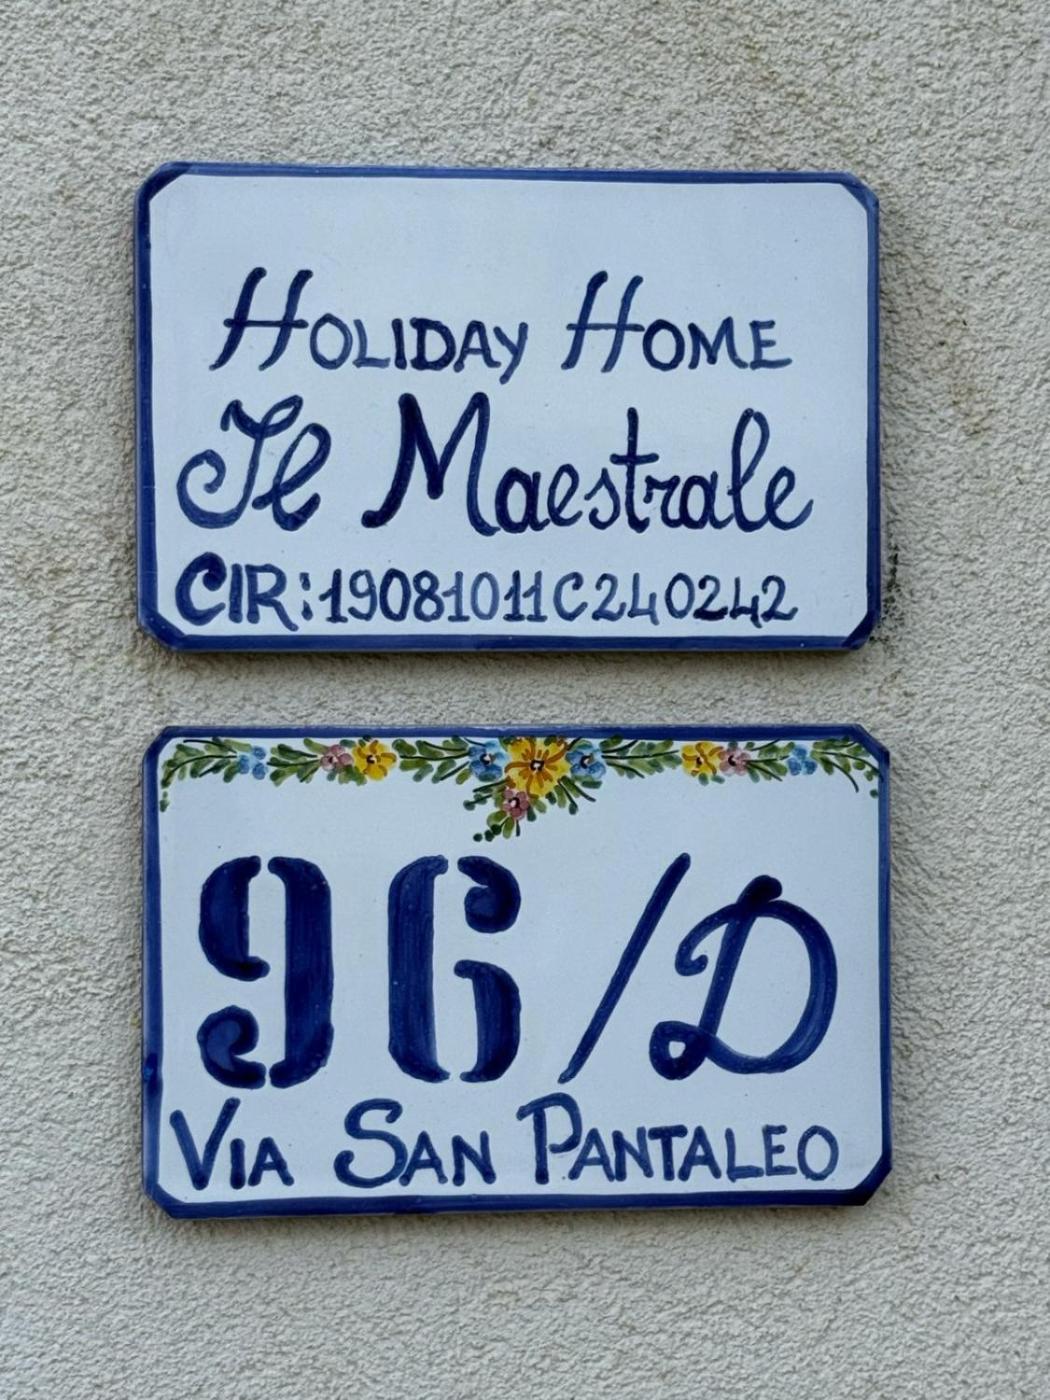 Holiday Home
Il Maestrale
CIR:19081011C240242
96/D
Via San Pantaleo